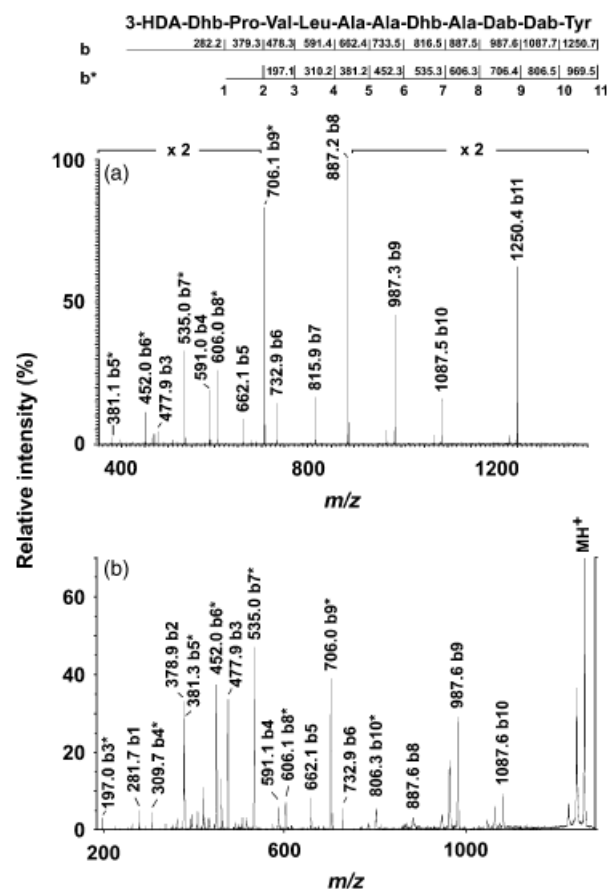 3-HDA-Dhb-Pro-Val-Leu-Ala-Ala-Dhb-Ala-Dab-Dab-Tyr
b 282.2 379.3 478.3 591.4 662.4 733.5 816.5 887.5 987.6 1087.7 1250.7
b* 197.1 310.2 381.2 452.3 535.3 606.3 706.4 806.5 969.5
1 2 3 4 5 6 7 8 9 10 11
x 2 x 2
(a)
100
50
0
381.1 b5*
452.0 b6*
477.9 b3
535.0 b7*
591.0 b4
606.0 b8*
662.1 b5
706.1 b9*
732.9 b6
815.9 b7
887.2 b8
987.3 b9
1087.5 b10
1250.4 b11
400 800 1200
m/z
Relative intensity (%)
(b)
60
40
20
0
197.0 b3*
281.7 b1
309.7 b4*
378.9 b2
381.3 b5*
452.0 b6*
477.9 b3
535.0 b7*
591.1 b4
606.1 b8*
662.1 b5
706.0 b9*
732.9 b6
806.3 b10*
887.6 b8
987.6 b9
1087.6 b10
MH+
200 600 1000
m/z